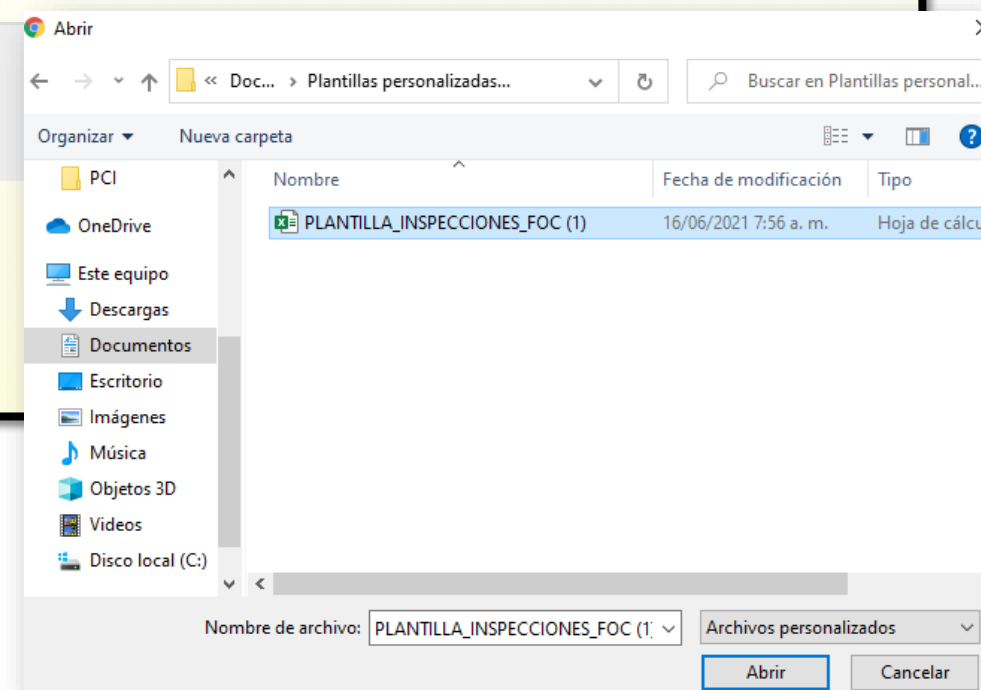 Abrir
« Doc... › Plantillas personalizadas...
Buscar en Plantillas personal...
Organizar
Nueva carpeta
PCI
OneDrive
Este equipo
Descargas
Documentos
Escritorio
Imágenes
Música
Objetos 3D
Videos
Disco local (C:)
Nombre Fecha de modificación Tipo
PLANTILLA_INSPECCIONES_FOC (1) 16/06/2021 7:56 a. m. Hoja de cálcu
Nombre de archivo: PLANTILLA_INSPECCIONES_FOC (1) Archivos personalizados
Abrir Cancelar